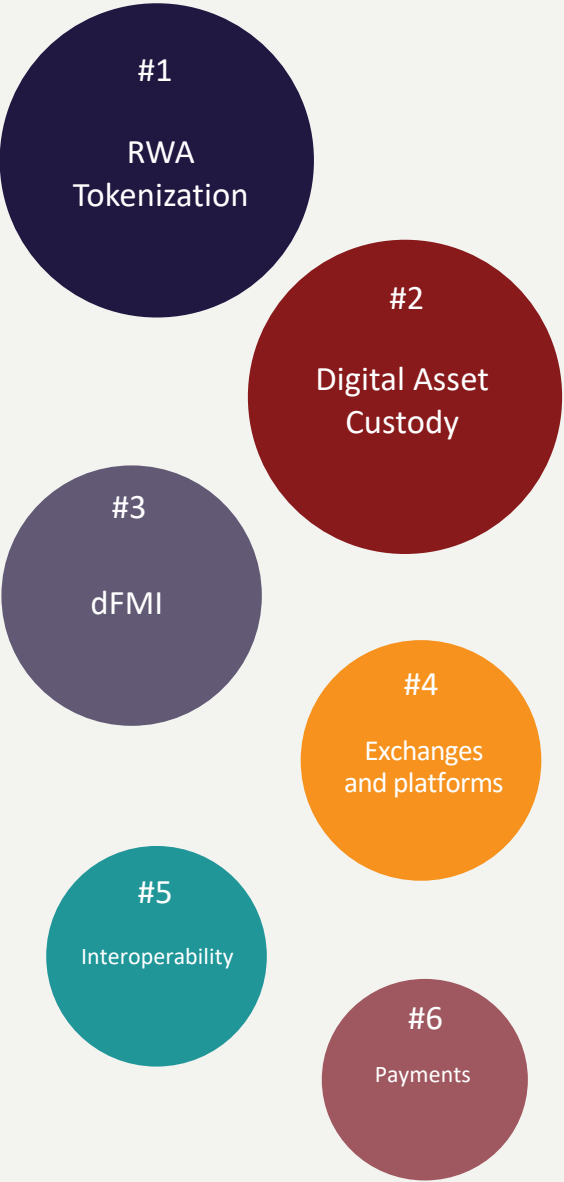 #1
RWA
Tokenization
#2
Digital Asset
Custody
#3
dFMI
#4
Exchanges
and platforms
#5
Interoperability
#6
Payments